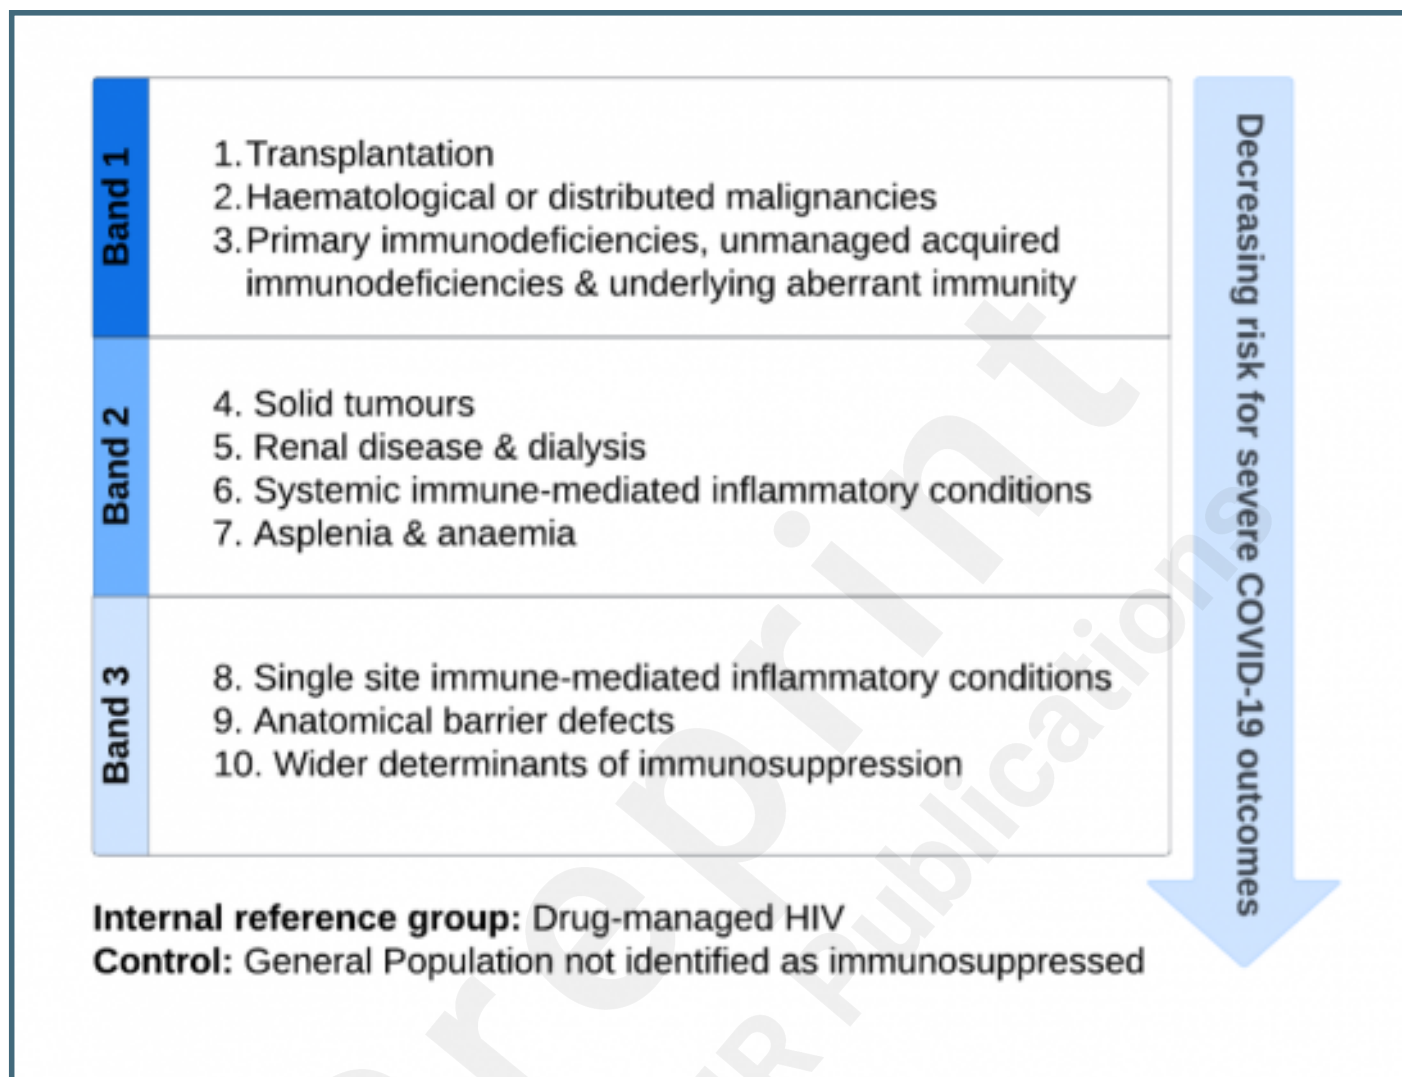 Band 1
1.Transplantation
2.Haematological or distributed malignancies
3.Primary immunodeficiencies, unmanaged acquired
immunodeficiencies & underlying aberrant immunity
Band 2
4. Solid tumours
5. Renal disease & dialysis
6. Systemic immune-mediated inflammatory conditions
7. Asplenia & anaemia
Band 3
8. Single site immune-mediated inflammatory conditions
9. Anatomical barrier defects
10. Wider determinants of immunosuppression
Decreasing risk for severe COVID-19 outcomes
Internal reference group: Drug-managed HIV
Control: General Population not identified as immunosuppressed
reprint
R Publications